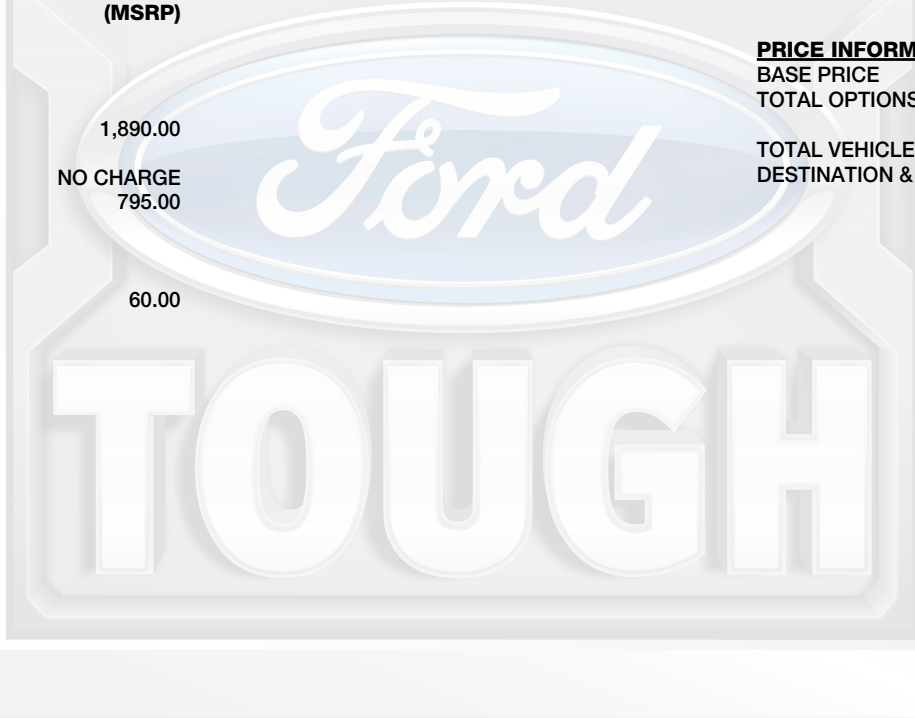 (MSRP)
1,890.00
NO CHARGE
795.00
60.00
PRICE INFORM
BASE PRICE
TOTAL OPTIONS
TOTAL VEHICLE
DESTINATION &
Ford
TOUGH